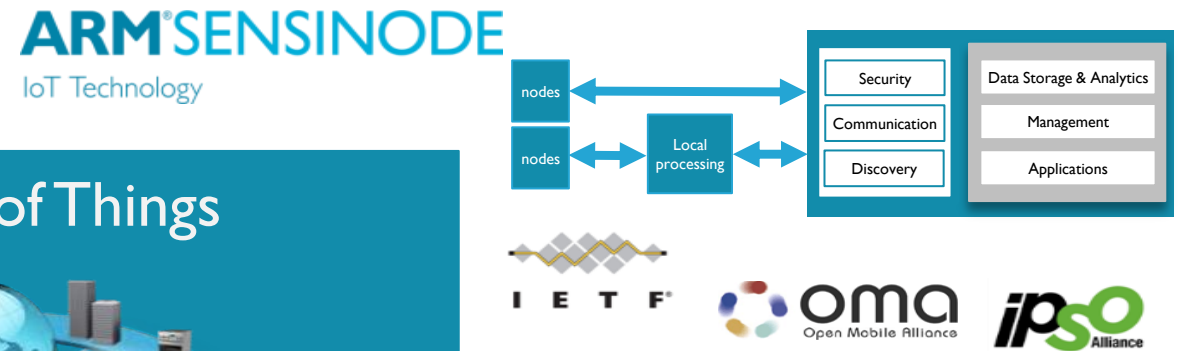 ARM®SENSINODE
IoT Technology
of Things
nodes
nodes
Local
processing
Security
Communication
Discovery
Data Storage & Analytics
Management
Applications
I E T F®
oma
Open Mobile Alliance
ipso
Alliance